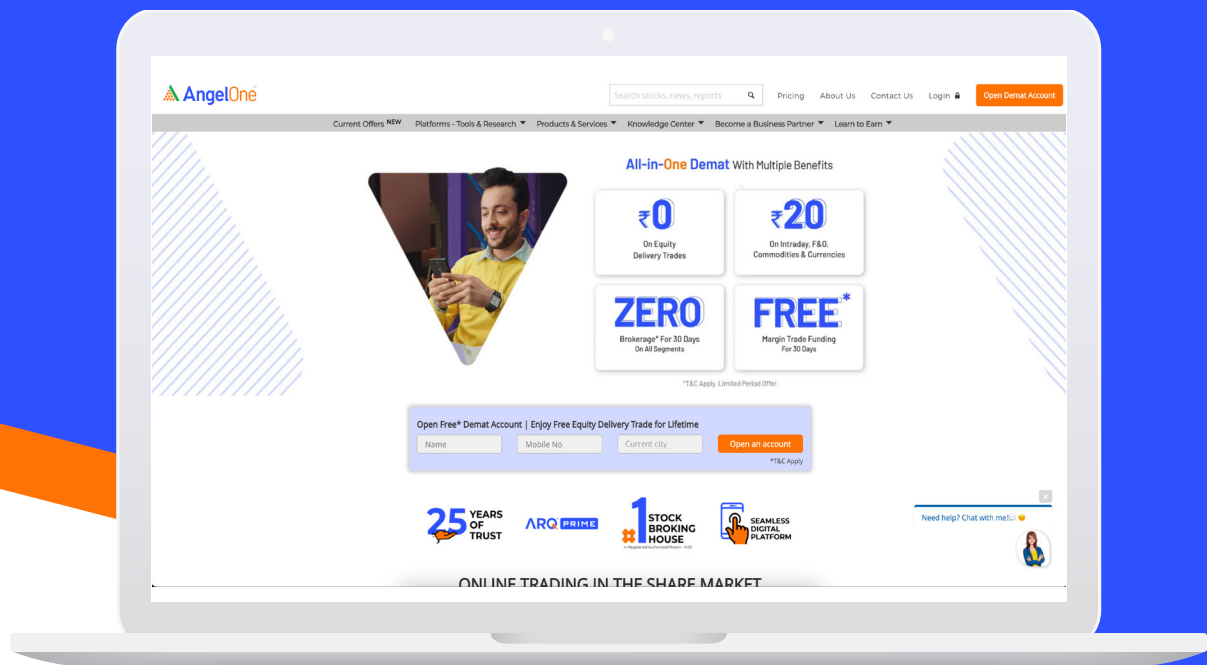 AngelOne
Search stocks, news, reports
Pricing
About Us
Contact Us
Login
Open Demat Account
Current Offers NEW
Platforms - Tools & Research
Products & Services
Knowledge Center
Become a Business Partner
Learn to Earn
All-in-One Demat With Multiple Benefits
₹0
On Equity
Delivery Trades
₹20
On Intraday, F&O,
Commodities & Currencies
ZERO
Brokerage* For 30 Days
On All Segments
FREE*
Margin Trade Funding
For 30 Days
*T&C Apply. Limited Period Offer.
Open Free* Demat Account | Enjoy Free Equity Delivery Trade for Lifetime
Name
Mobile No
Current city
Open an account
*T&C Apply
25 YEARS
OF
TRUST
ARQ PRIME
#1 STOCK
BROKING
HOUSE
SEAMLESS
DIGITAL
PLATFORM
Need help? Chat with me!
ONLINE TRADING IN THE SHARE MARKET